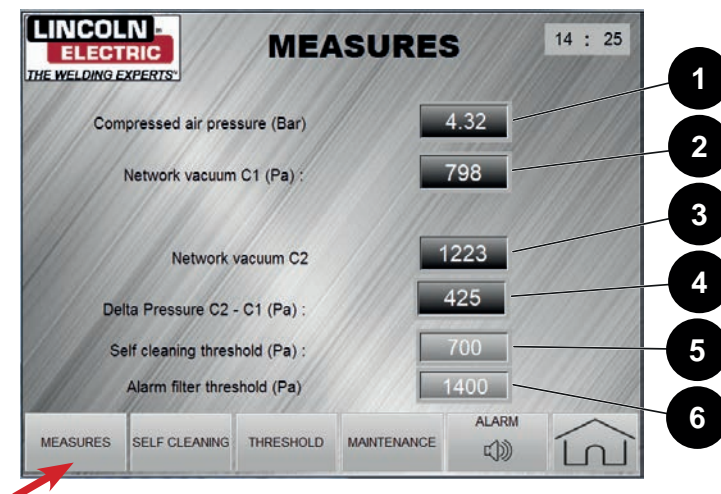 LINCOLN
ELECTRIC
THE WELDING EXPERTS®
MEASURES
14 : 25
Compressed air pressure (Bar) 4.32 1
Network vacuum C1 (Pa) : 798 2
Network vacuum C2 1223 3
Delta Pressure C2 - C1 (Pa) : 425 4
Self cleaning threshold (Pa) : 700 5
Alarm filter threshold (Pa) 1400 6
MEASURES SELF CLEANING THRESHOLD MAINTENANCE ALARM